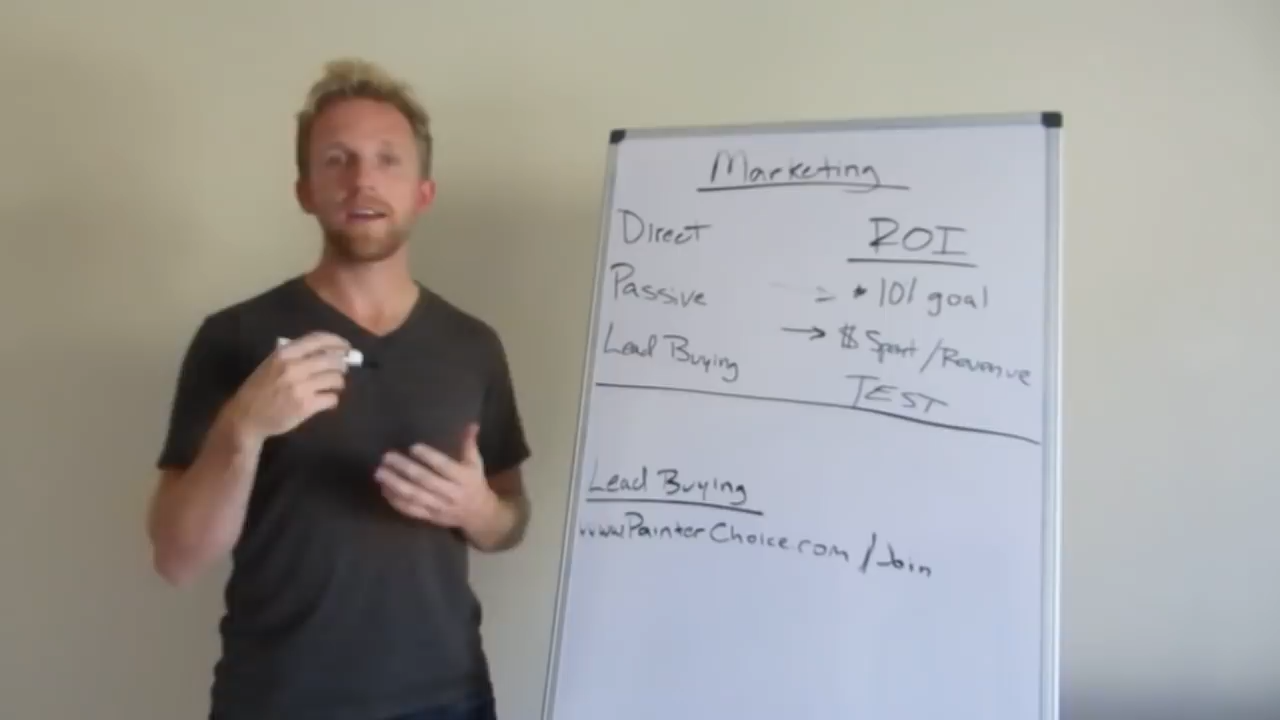 Marketing
Direct
ROI
Passive
• 10% goal
Lead Buying
→ $ Spent / Revenue
TEST
Lead Buying
www.PainterChoice.com/Join